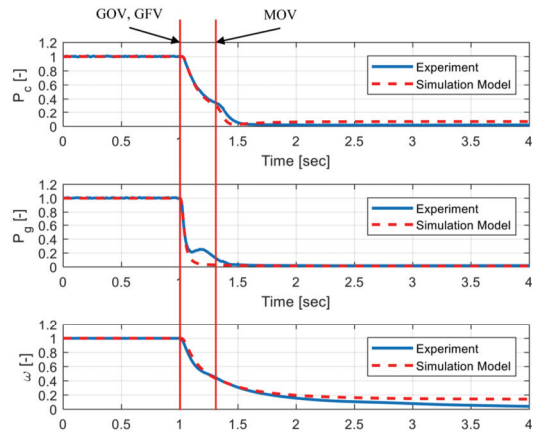 GOV, GFV MOV
1.2
1
0.8
0.6
0.4
0.2
0
P_c [-]
Experiment
Simulation Model
0 0.5 1 1.5 2 2.5 3 3.5 4
Time [sec]
1.2
1
0.8
0.6
0.4
0.2
0
P_g [-]
Experiment
Simulation Model
0 0.5 1 1.5 2 2.5 3 3.5 4
Time [sec]
1.2
1
0.8
0.6
0.4
0.2
0
ω [-]
Experiment
Simulation Model
0 0.5 1 1.5 2 2.5 3 3.5 4
Time [sec]